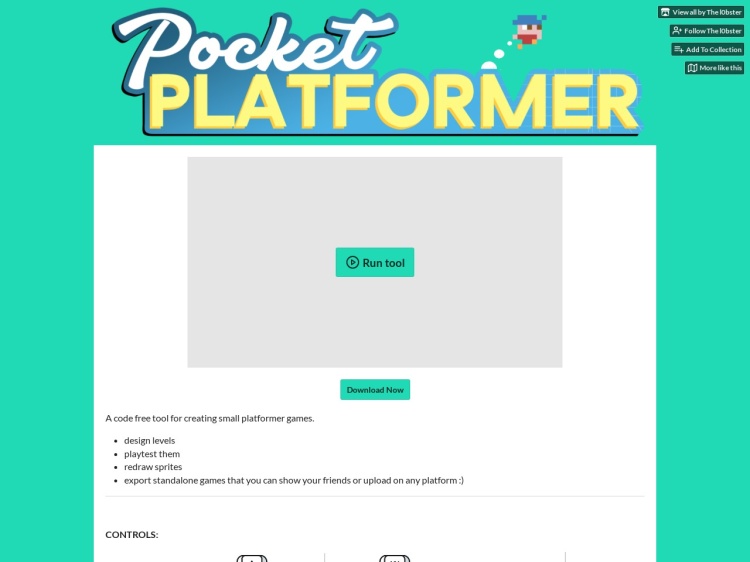 Pocket
PLATFORMER
View all by The l0bster
Follow The l0bster
Add To Collection
More like this
Run tool
Download Now
A code free tool for creating small platformer games.
design levels
playtest them
redraw sprites
export standalone games that you can show your friends or upload on any platform :)
CONTROLS: